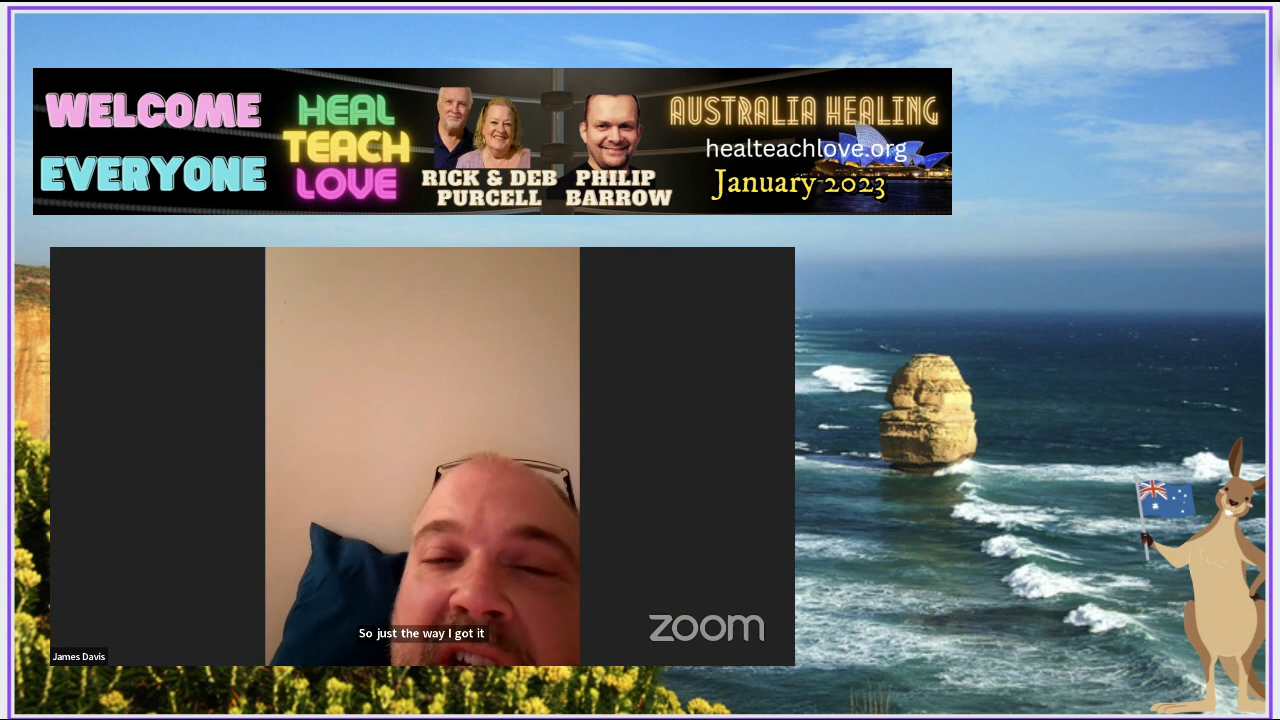 WELCOME
EVERYONE
HEAL
TEACH
LOVE
RICK & DEB
PURCELL
PHILIP
BARROW
AUSTRALIA HEALING
healteachlove.org
January 2023
So just the way I got it
James Davis
zoom